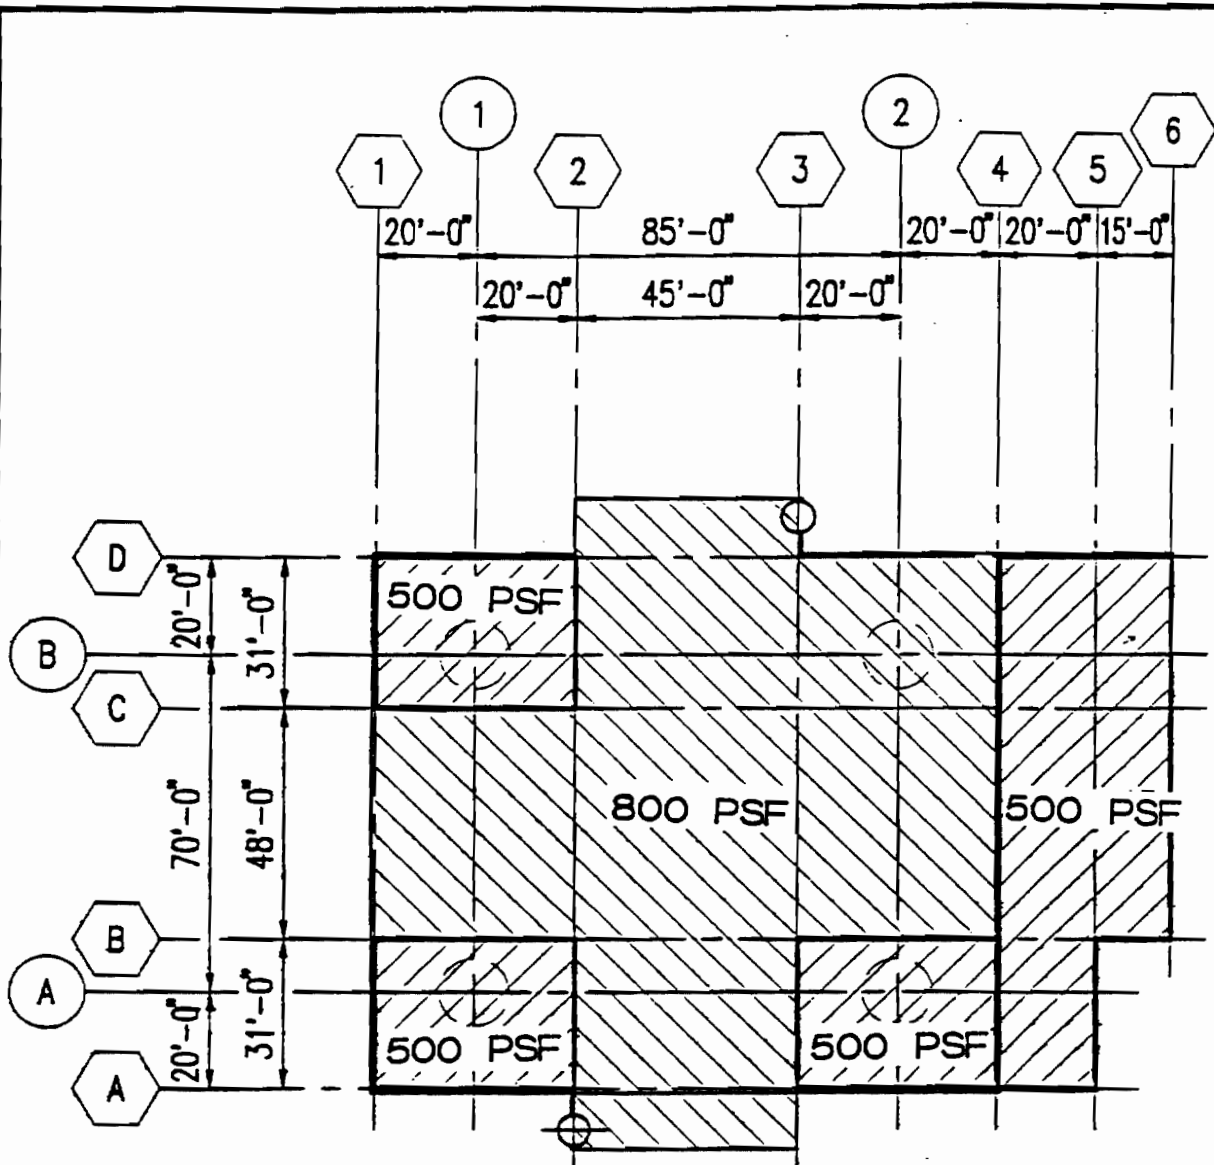 1 2
1 2 3 4 5 6
20'-0" 85'-0" 20'-0" 20'-0" 15'-0"
20'-0" 45'-0" 20'-0"
D
20'-0"
31'-0"
500 PSF
B
C
70'-0"
48'-0"
800 PSF
500 PSF
B
A
20'-0"
31'-0"
500 PSF
500 PSF
A